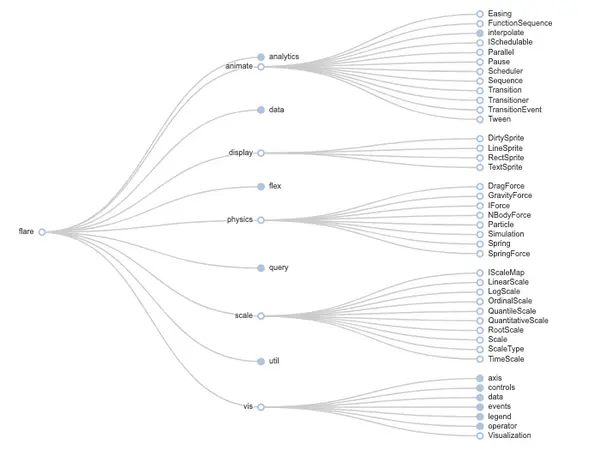 flare
analytics
animate
Easing
FunctionSequence
interpolate
ISchedulable
Parallel
Pause
Scheduler
Sequence
Transition
Transitioner
TransitionEvent
Tween
data
display
DirtySprite
LineSprite
RectSprite
TextSprite
flex
physics
DragForce
GravityForce
IForce
NBodyForce
Particle
Simulation
Spring
SpringForce
query
scale
IScaleMap
LinearScale
LogScale
OrdinalScale
QuantileScale
QuantitativeScale
RootScale
Scale
ScaleType
TimeScale
util
vis
axis
controls
data
events
legend
operator
Visualization